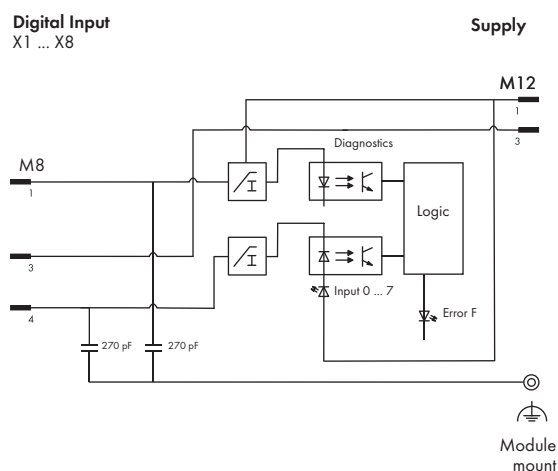 Digital Input
X1 ... X8
Supply
M12
1
3
Diagnostics
M8
1
Logic
3
Input 0 ... 7
4
Error F
270 pF
270 pF
Module
mount